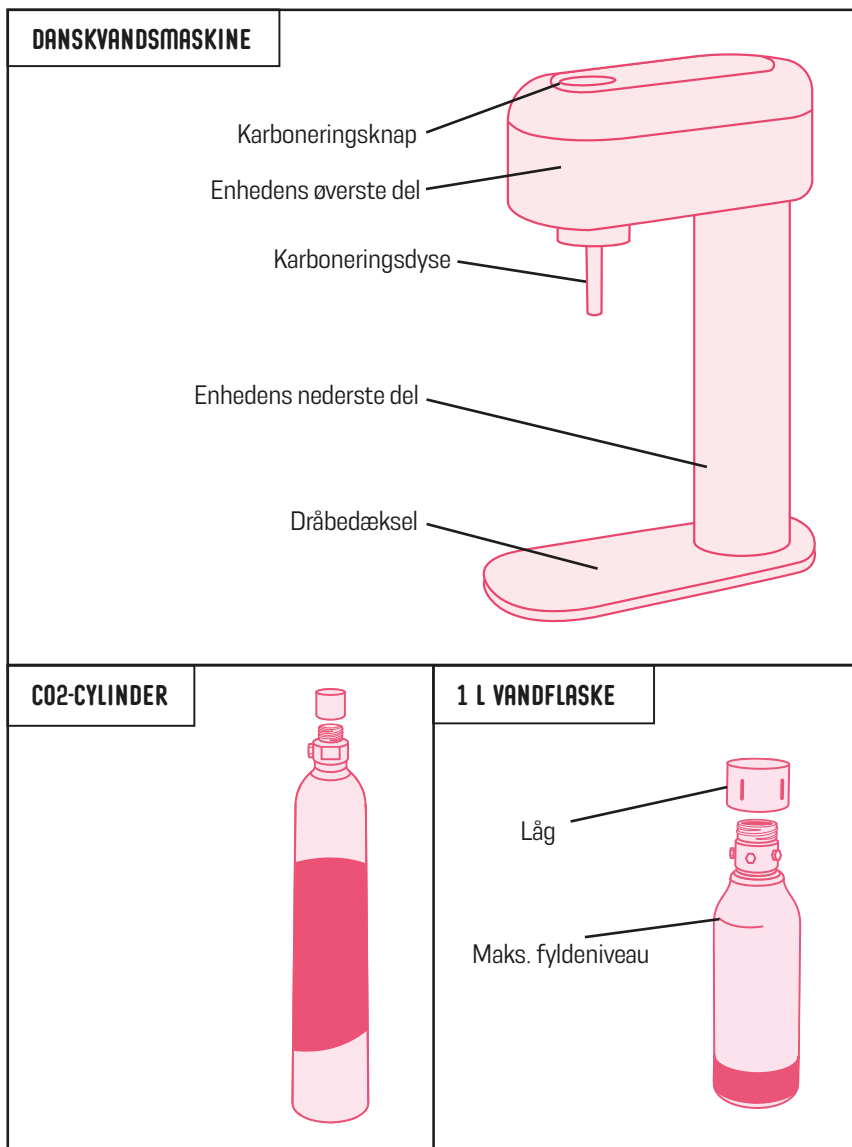 DANSKVANDSMASKINE
Karboneringsknap
Enhedens øverste del
Karboneringsdyse
Enhedens nederste del
Dråbedæksel
CO2-CYLINDER
1 L VANDFLASKE
Låg
Maks. fyldeniveau